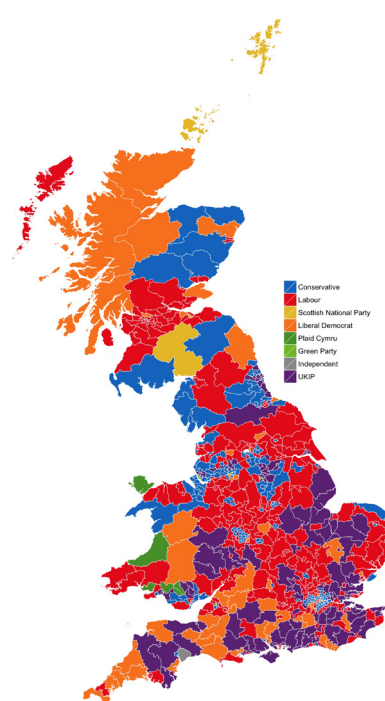 Conservative
Labour
Scottish National Party
Liberal Democrat
Plaid Cymru
Green Party
Independent
UKIP